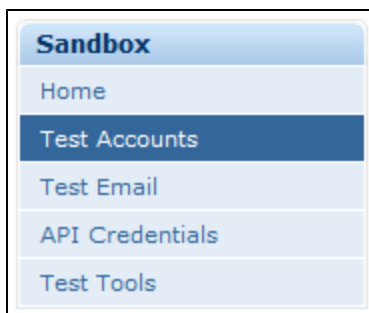 Sandbox
Home
Test Accounts
Test Email
API Credentials
Test Tools